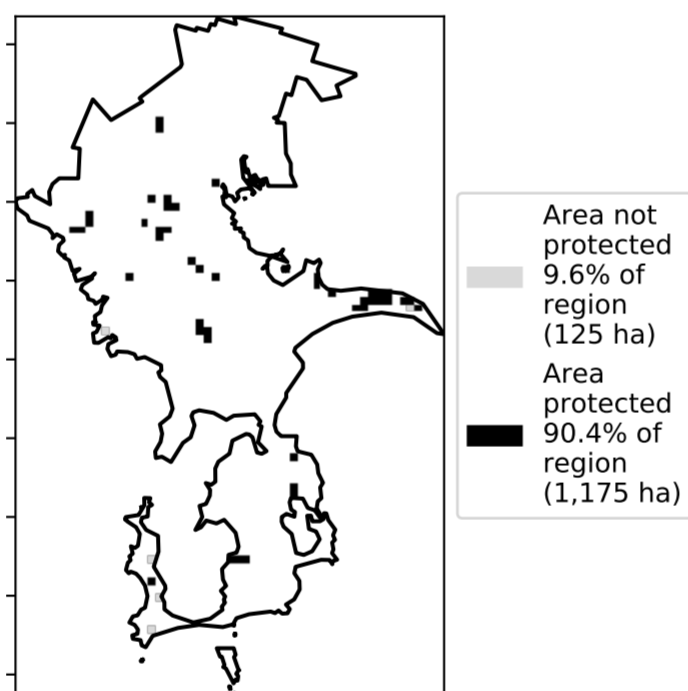 Area not
protected
9.6% of
region
(125 ha)
Area
protected
90.4% of
region
(1,175 ha)